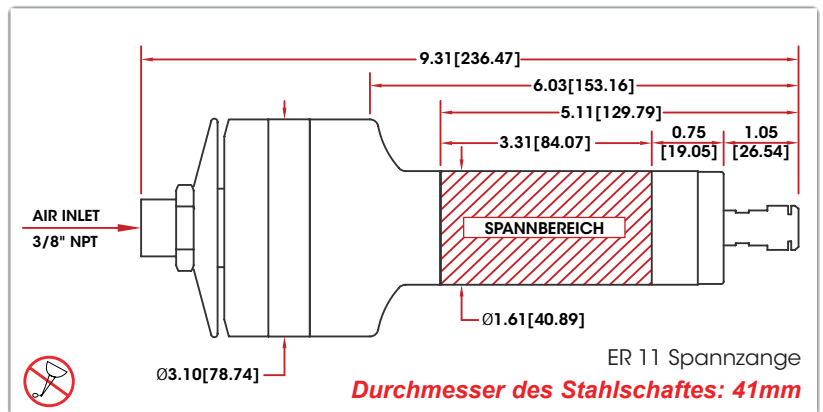 9.31[236.47]
6.03[153.16]
5.11[129.79]
3.31[84.07]
0.75
[19.05]
1.05
[26.54]
AIR INLET
3/8" NPT
SPANNBEREICH
Ø1.61[40.89]
Ø3.10[78.74]
ER 11 Spannzange
Durchmesser des Stahlschaftes: 41mm